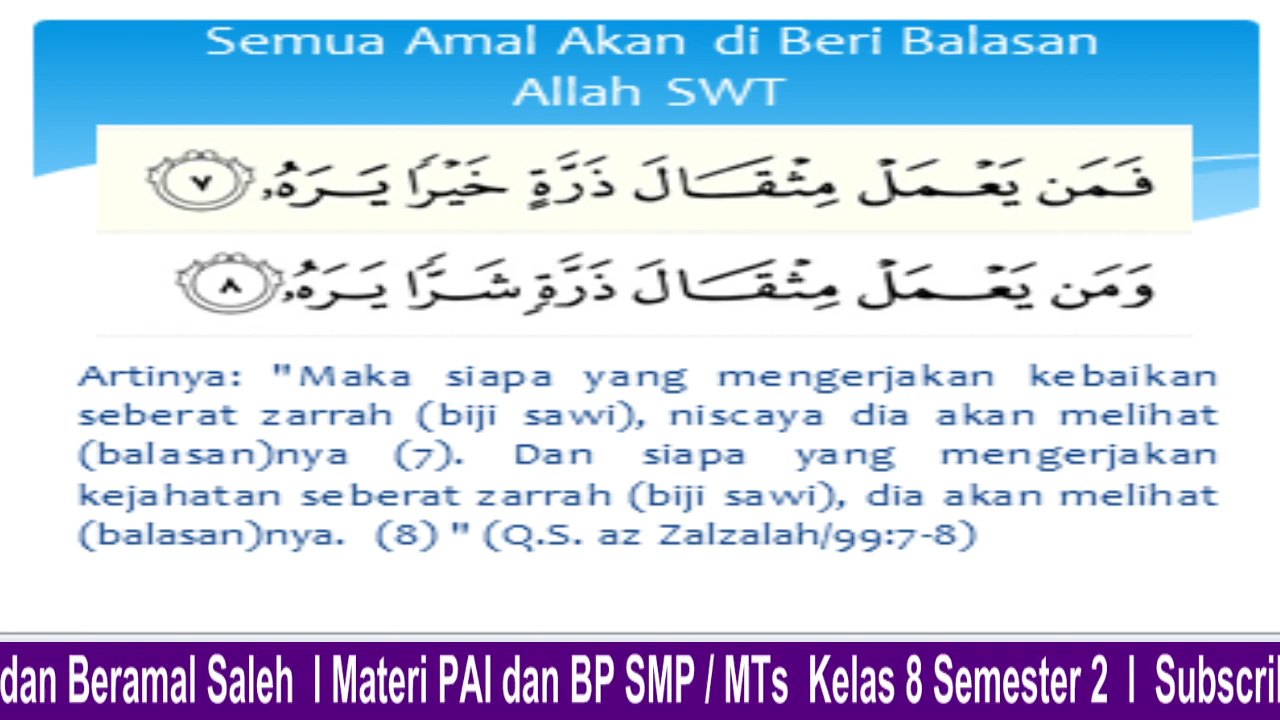 Semua Amal Akan di Beri Balasan
Allah SWT
فَمَن يَعْمَلْ مِثْقَالَ ذَرَّةٍ خَيْرًا يَرَهُۥ ٧
وَمَن يَعْمَلْ مِثْقَالَ ذَرَّةٍ شَرًّا يَرَهُۥ ٨
Artinya: "Maka siapa yang mengerjakan kebaikan
seberat zarrah (biji sawi), niscaya dia akan melihat
(balasan)nya (7). Dan siapa yang mengerjakan
kejahatan seberat zarrah (biji sawi), dia akan melihat
(balasan)nya. (8) " (Q.S. az Zalzalah/99:7-8)
dan Beramal Saleh I Materi PAI dan BP SMP / MTs Kelas 8 Semester 2 I Subscri